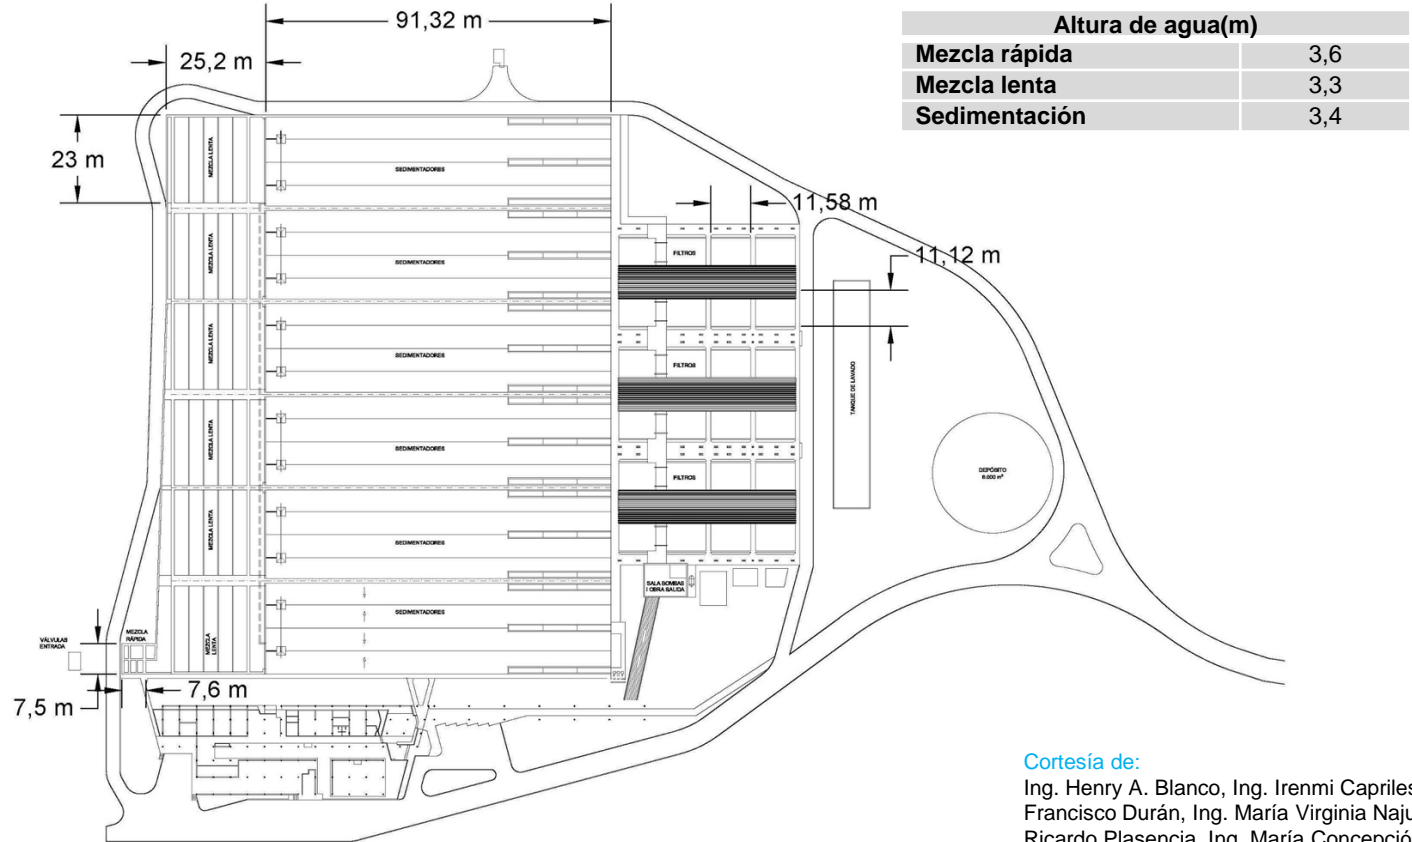 91,32 m
25,2 m
23 m
Altura de agua(m)
Mezcla rápida 3,6
Mezcla lenta 3,3
Sedimentación 3,4
MEZCLA LENTA
SEDIMENTADORES
11,58 m
FILTROS
MEZCLA LENTA
SEDIMENTADORES
11,12 m
MEZCLA LENTA
SEDIMENTADORES
FILTROS
TANQUE DE LAVADO
MEZCLA LENTA
SEDIMENTADORES
FILTROS
DEPÓSITO
6.000 m³
MEZCLA LENTA
SEDIMENTADORES
SALA BOMBAS
I OBRA SALIDA
SEDIMENTADORES
MEZCLA
LENTA
MEZCLA
RÁPIDA
VÁLVULAS
ENTRADA
7,6 m
7,5 m
Cortesía de:
Ing. Henry A. Blanco, Ing. Irenmi Capriles
Francisco Durán, Ing. María Virginia Naju
Ricardo Plasencia, Ing. María Concepció